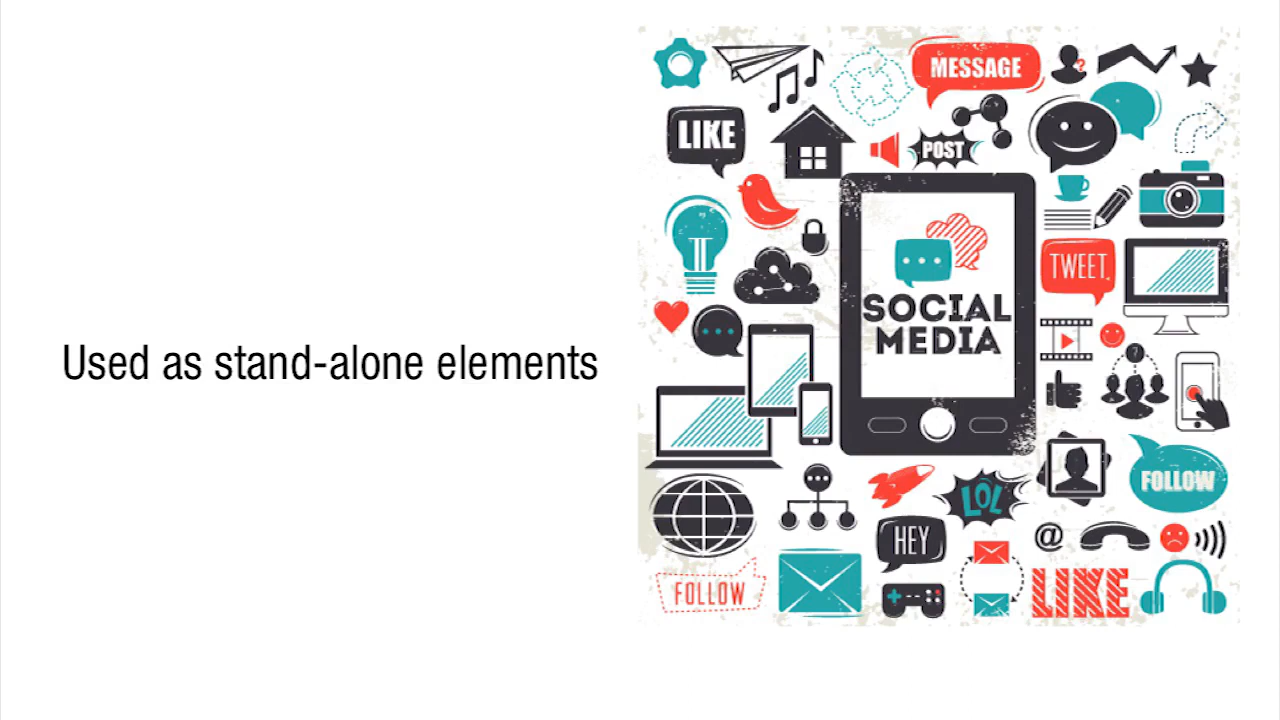 Used as stand-alone elements
MESSAGE
?
LIKE
POST
TWEET
SOCIAL
MEDIA
?
FOLLOW
LOL
HEY
@
FOLLOW
LIKE